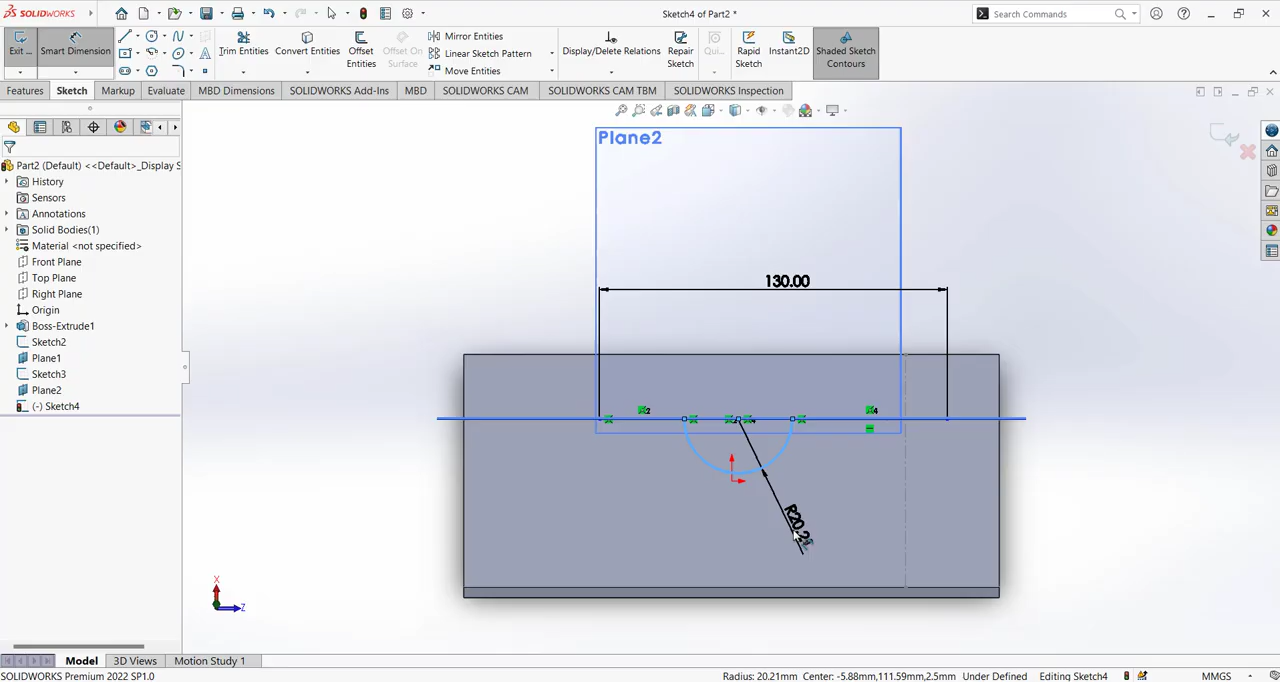 SOLIDWORKS
Sketch4 of Part2 *
Search Commands
Exit ...
Smart Dimension
Trim Entities
Convert Entities
Offset Entities
Offset On Surface
Mirror Entities
Linear Sketch Pattern
Move Entities
Display/Delete Relations
Repair Sketch
Qui...
Rapid Sketch
Instant2D
Shaded Sketch Contours
Features
Sketch
Markup
Evaluate
MBD Dimensions
SOLIDWORKS Add-Ins
MBD
SOLIDWORKS CAM
SOLIDWORKS CAM TBM
SOLIDWORKS Inspection
Part2 (Default) <<Default>_Display S
History
Sensors
Annotations
Solid Bodies(1)
Material <not specified>
Front Plane
Top Plane
Right Plane
Origin
Boss-Extrude1
Sketch2
Plane1
Sketch3
Plane2
(-) Sketch4
Plane2
130.00
X
Z
Model
3D Views
Motion Study 1
SOLIDWORKS Premium 2022 SP1.0
Radius: 20.21mm Center: -5.88mm,111.59mm,2.5mm
Under Defined
Editing Sketch4
MMGS